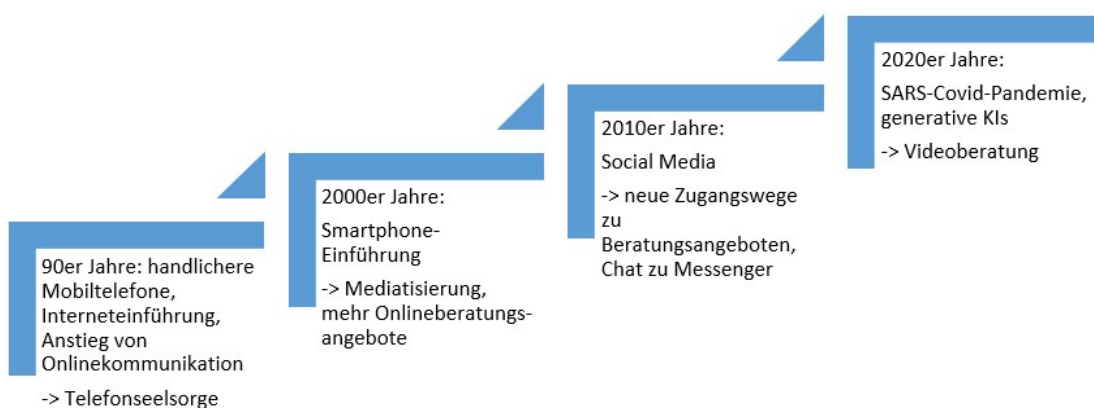 90er Jahre: handlichere
Mobiltelefone,
Interneteinführung,
Anstieg von
Onlinekommunikation
-> Telefonseelsorge
2000er Jahre:
Smartphone-
Einführung
-> Mediatisierung,
mehr Onlineberatungs-
angebote
2010er Jahre:
Social Media
-> neue Zugangswege
zu
Beratungsangeboten,
Chat zu Messenger
2020er Jahre:
SARS-Covid-Pandemie,
generative KIs
-> Videoberatung